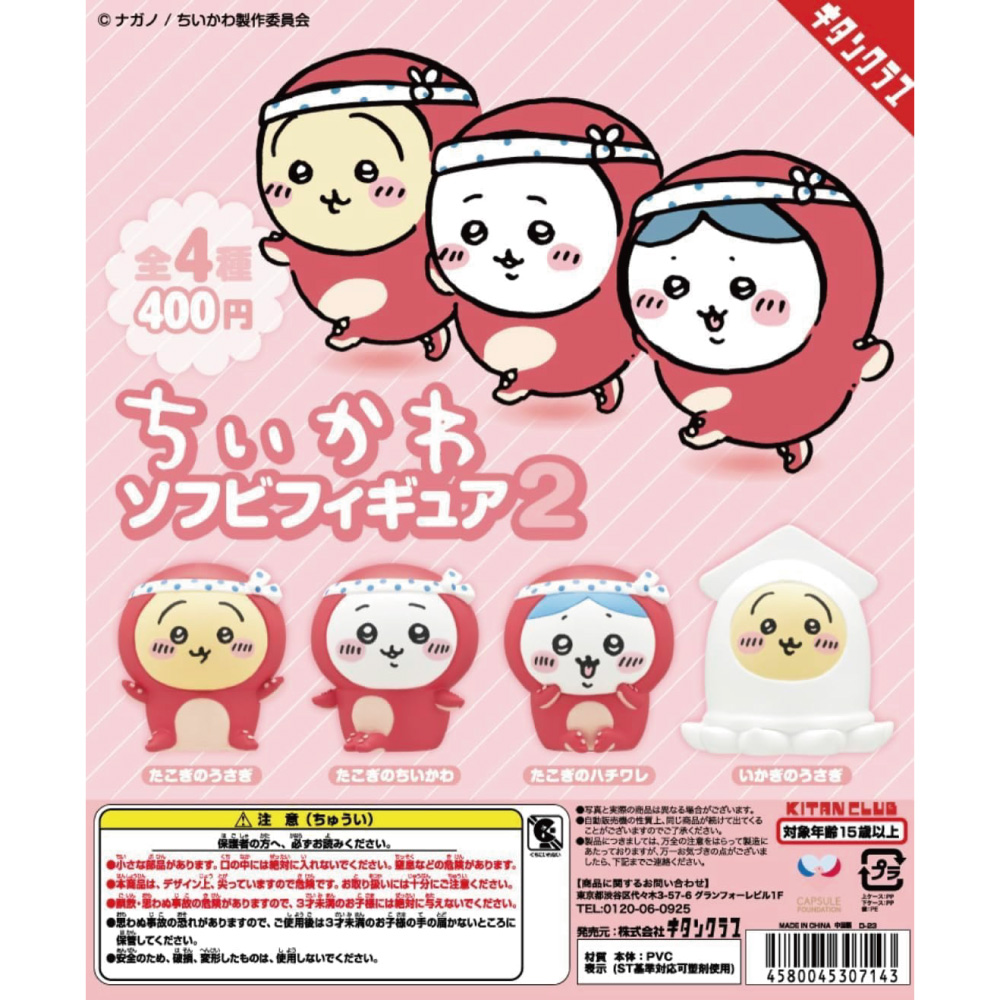 © ナガノ / ちいかわ製作委員会
キタンクラブ
全4種
400円
ちいかわ
ソフビフィギュア2
たこぎのうさぎ
たこぎのちいかわ
たこぎのハチワレ
いかぎのうさぎ
⚠ 注意（ちゅうい）
保護者の方へ、必ずお読みください。
●小さな部品があります。口の中には絶対に入れないでください。窒息などの危険があります。
●本商品は、デザイン上、尖っていますので危険です。お取り扱いには十分にご注意ください。
●誤飲・思わぬ事故の危険がありますので、3才未満のお子様には絶対に与えないでください。
●思わぬ事故の恐れがありますので、ご使用後は3才未満のお子様の手の届かないところに
保管してください。
●安全のため、破損、変形したものは、使用しないでください。
くちにいれない
●写真と実際の商品は異なる場合がございます。
●自動販売機の性質上、同じ商品が続けて出てくる
ことがございますのでご了承ください。
●製品につきましては、万全の注意をはらって製造に
あたっておりますが、万一お気づきの点がございま
したら、下記までご連絡ください。
【商品に関するお問い合わせ】
東京都渋谷区代々木3-57-6 グランフォーレビル1F
TEL:0120-06-0925
発売元：株式会社キタンクラブ
材質 本体：PVC
表示 （ST基準対応可塑剤使用）
KITAN CLUB
対象年齢15歳以上
CAPSULE
FOUNDATION
プラ
上ケース:PP
下ケース:PP
袋:PE
MADE IN CHINA 中国製 D-23
4580045307143